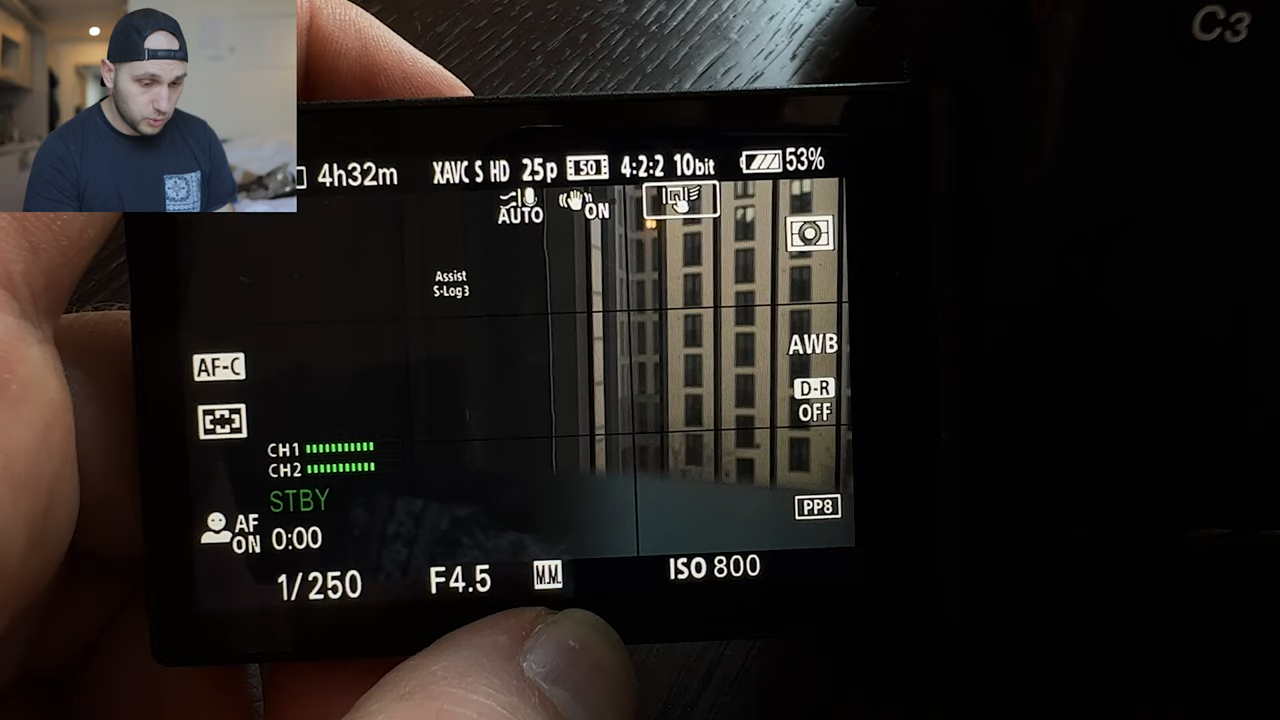 C3
4h32m XAVC S HD 25p 50 4:2:2 10bit 53%
AUTO ON
Assist
S-Log3
AWB
AF-C
D-R
OFF
CH1
CH2
STBY
PP8
AF
ON 0:00
1/250 F4.5 M.M. ISO 800